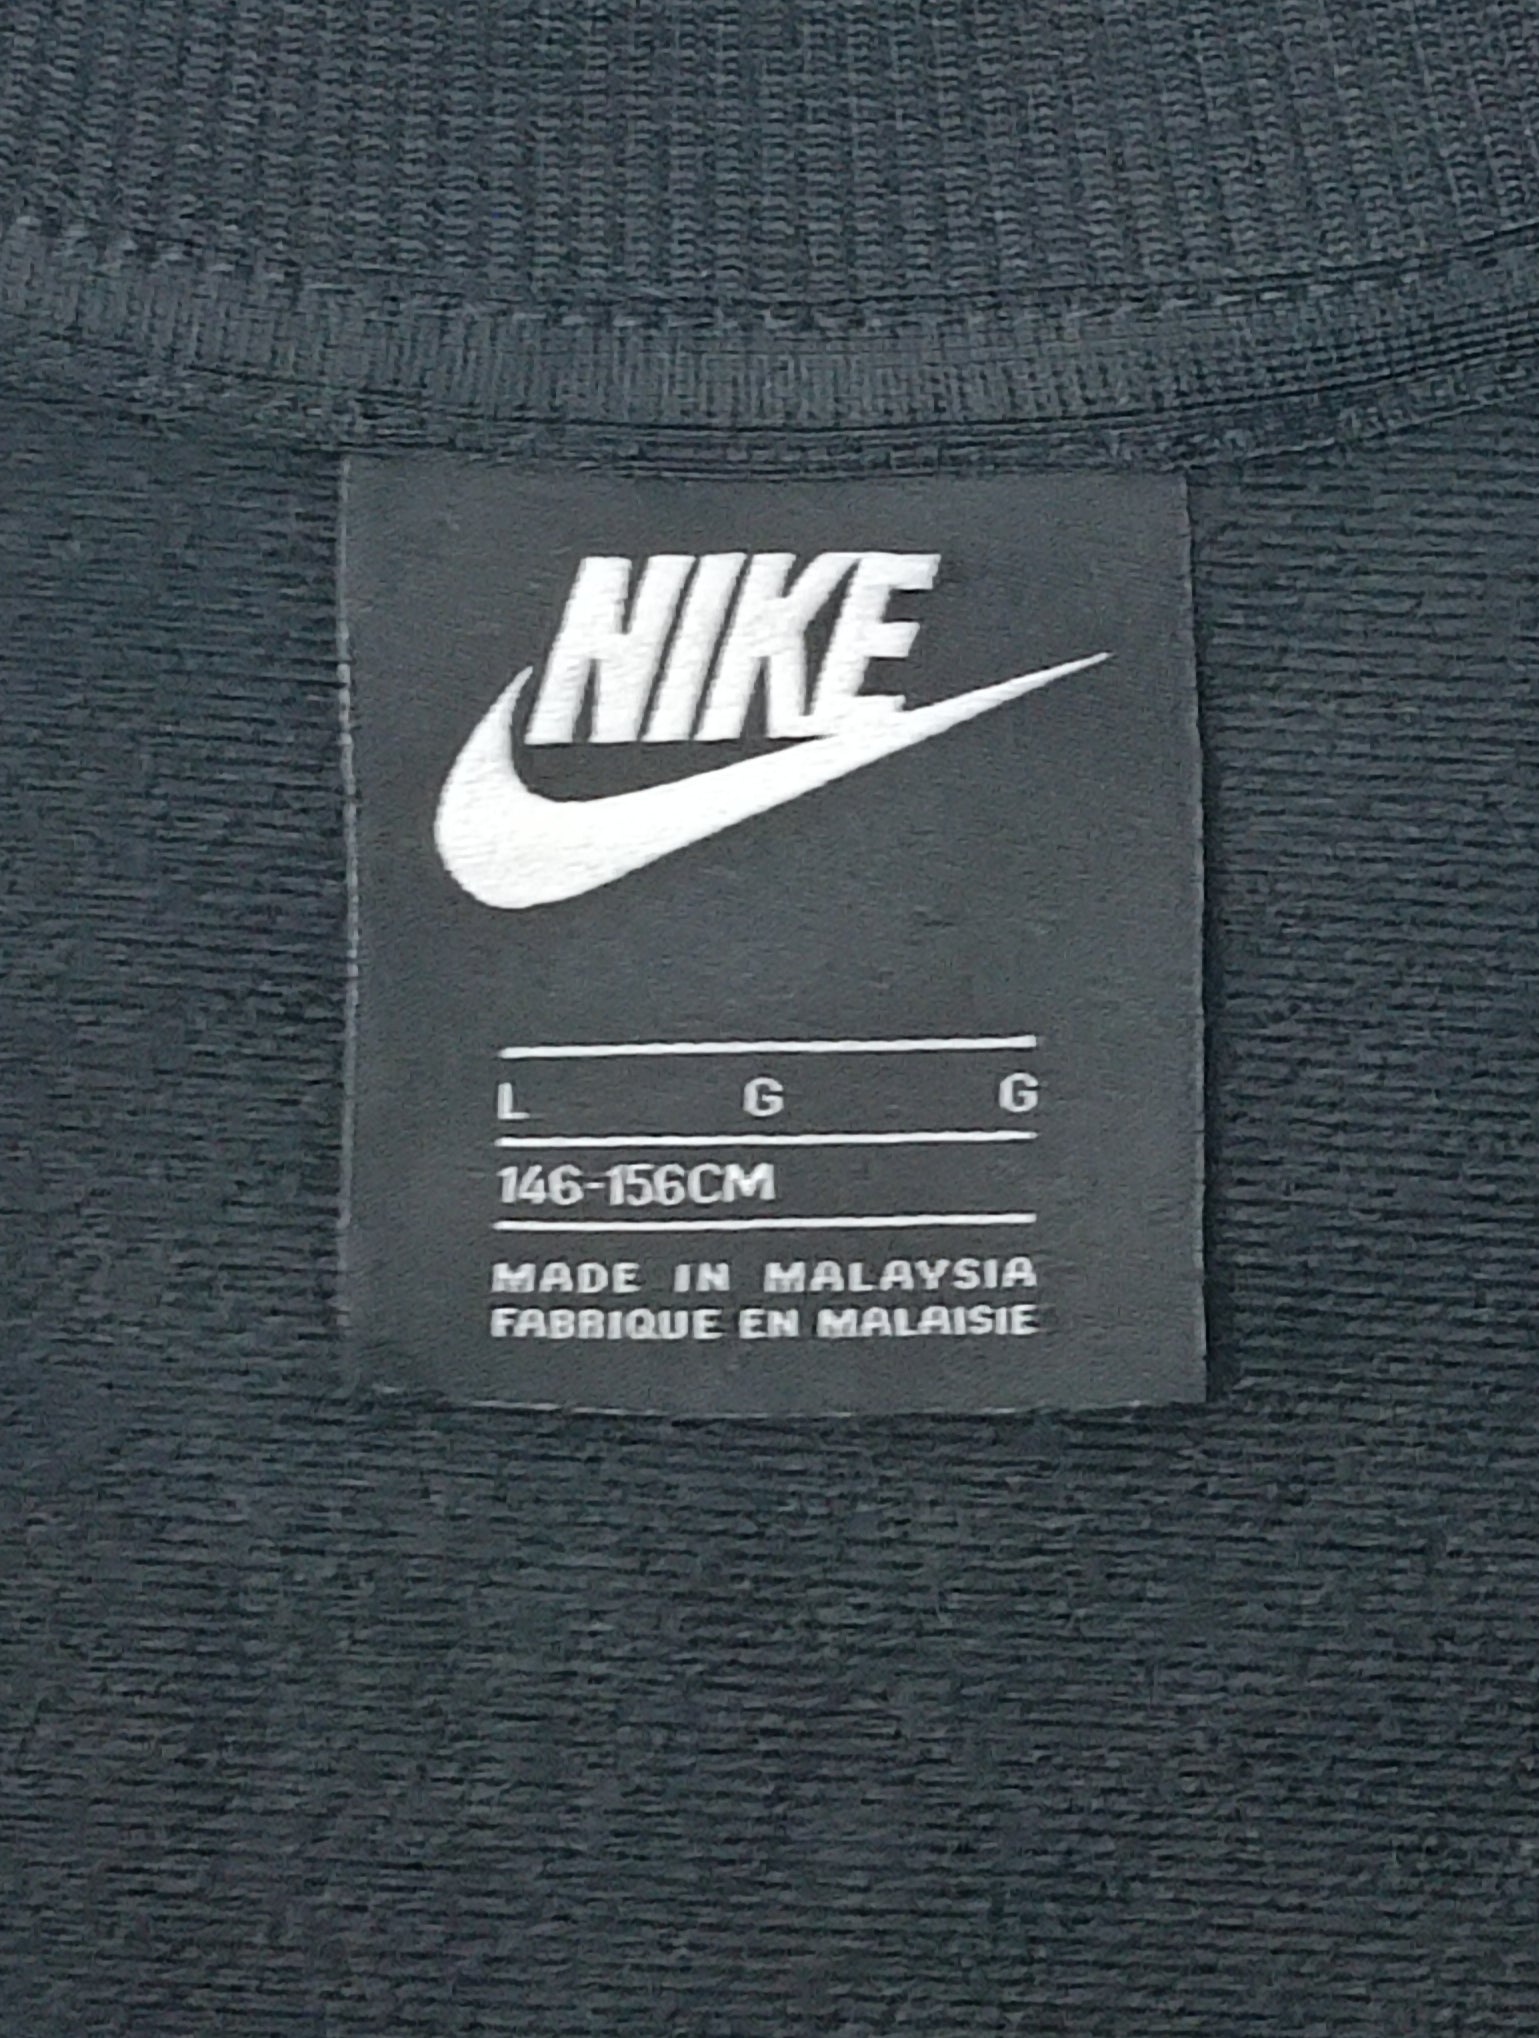 NIKE
L G G
146-156CM
MADE IN MALAYSIA
FABRIQUE EN MALAISIE